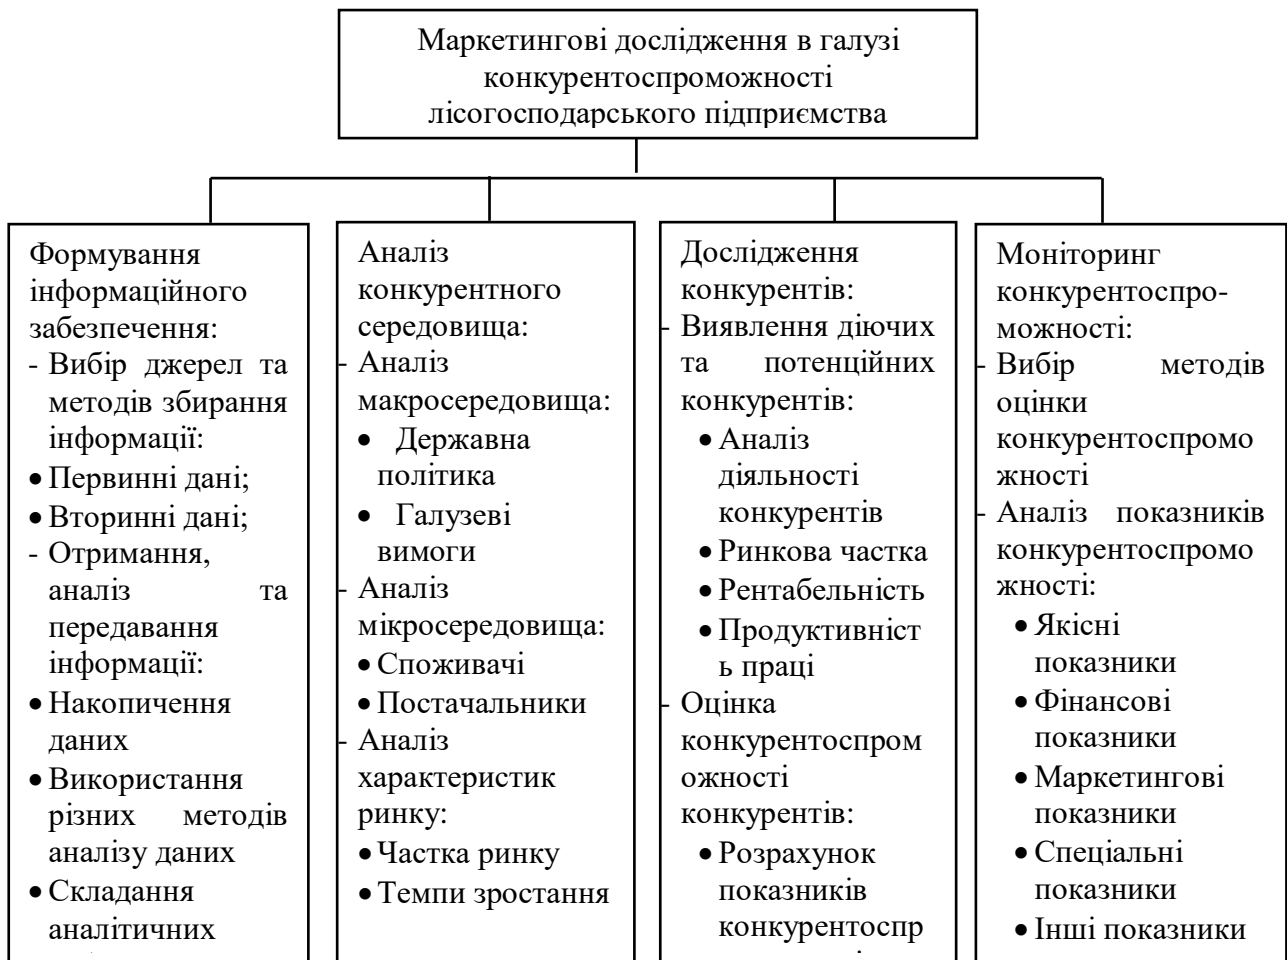 Маркетингові дослідження в галузі
конкурентоспроможності
лісогосподарського підприємства
Формування
інформаційного
забезпечення:
- Вибір джерел та
методів збирання
інформації:
• Первинні дані;
• Вторинні дані;
- Отримання,
аналіз та
передавання
інформації:
• Накопичення
даних
• Використання
різних методів
аналізу даних
• Складання
аналітичних
Аналіз
конкурентного
середовища:
- Аналіз
макросередовища:
• Державна
політика
• Галузеві
вимоги
- Аналіз
мікросередовища:
• Споживачі
• Постачальники
- Аналіз
характеристик
ринку:
• Частка ринку
• Темпи зростання
Дослідження
конкурентів:
- Виявлення діючих
та потенційних
конкурентів:
• Аналіз
діяльності
конкурентів
• Ринкова частка
• Рентабельність
• Продуктивніст
ь праці
- Оцінка
конкурентоспром
ожності
конкурентів:
• Розрахунок
показників
конкурентоспр
Моніторинг
конкурентоспро-
можності:
- Вибір методів
оцінки
конкурентоспромо
жності
- Аналіз показників
конкурентоспромо
жності:
• Якісні
показники
• Фінансові
показники
• Маркетингові
показники
• Спеціальні
показники
• Інші показники